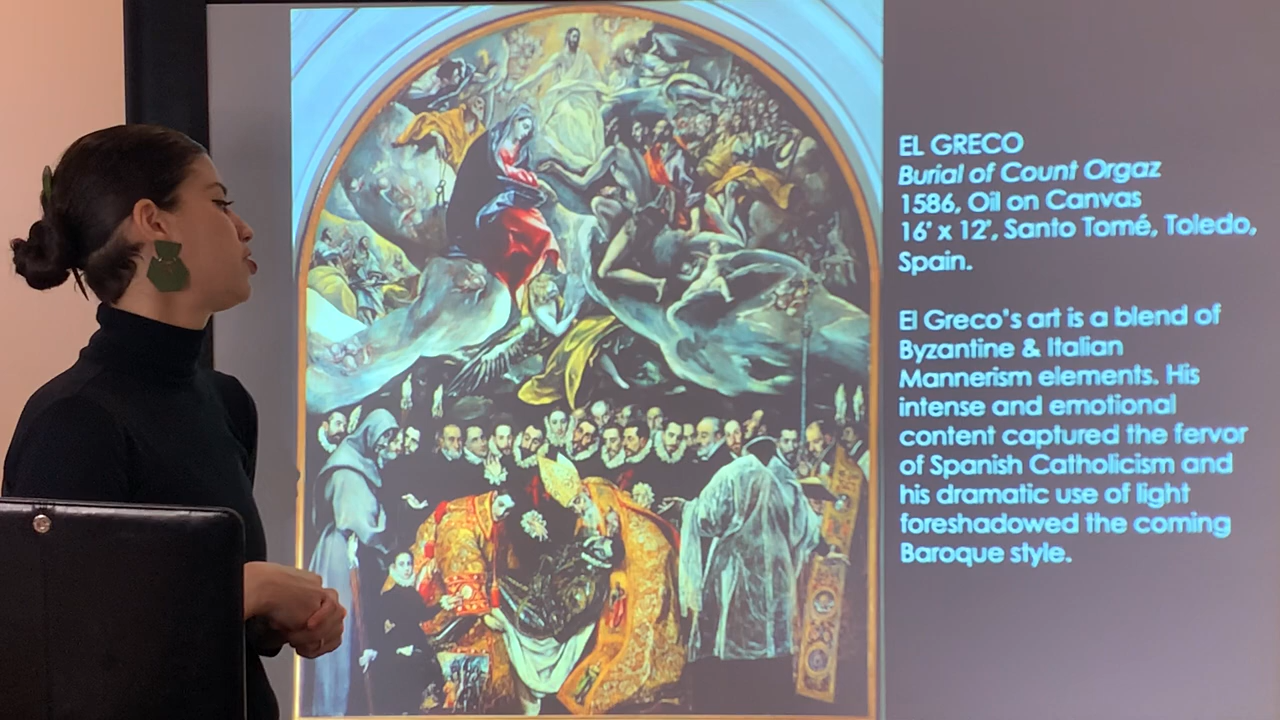 EL GRECO
Burial of Count Orgaz
1586, Oil on Canvas
16' x 12', Santo Tomé, Toledo,
Spain.
El Greco's art is a blend of
Byzantine & Italian
Mannerism elements. His
intense and emotional
content captured the fervor
of Spanish Catholicism and
his dramatic use of light
foreshadowed the coming
Baroque style.